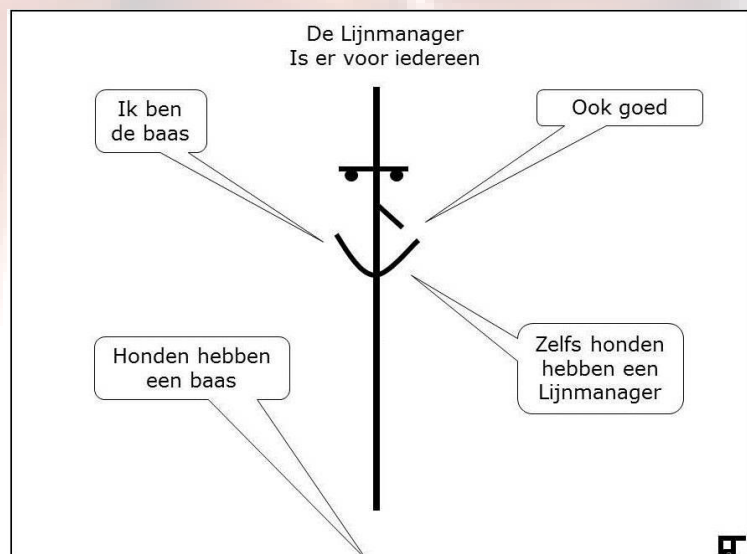 De Lijnmanager
Is er voor iedereen
Ik ben
de baas
Ook goed
Honden hebben
een baas
Zelfs honden
hebben een
Lijnmanager